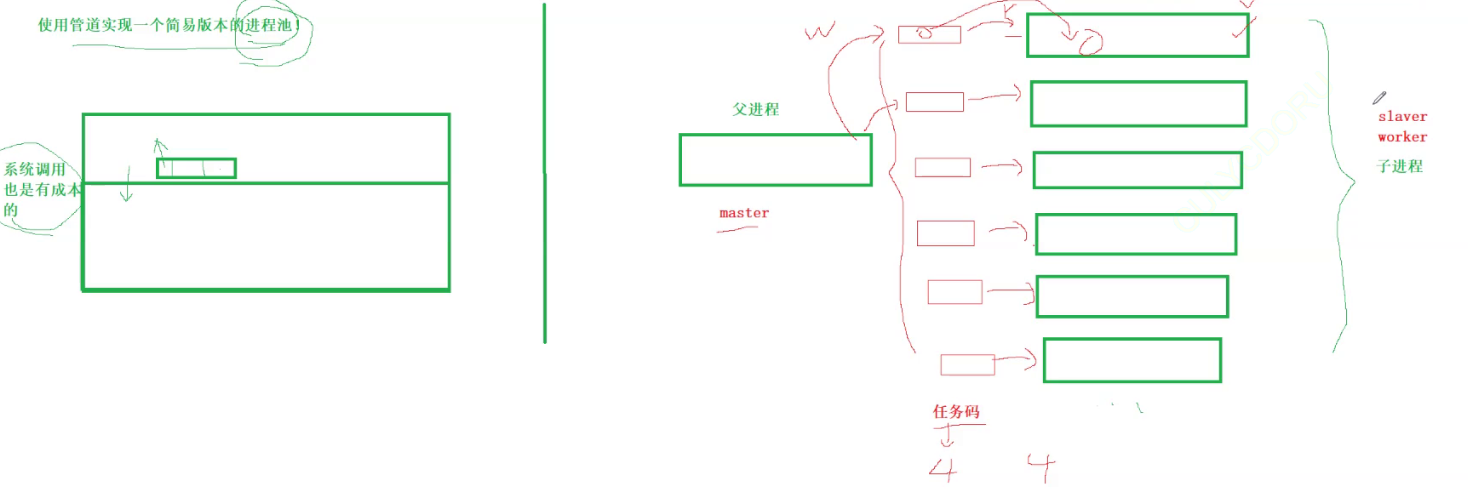 使用管道实现一个简易版本的进程池!
系统调用
也是有成本
的
父进程
master
W
slaver
worker
子进程
任务码
4 4